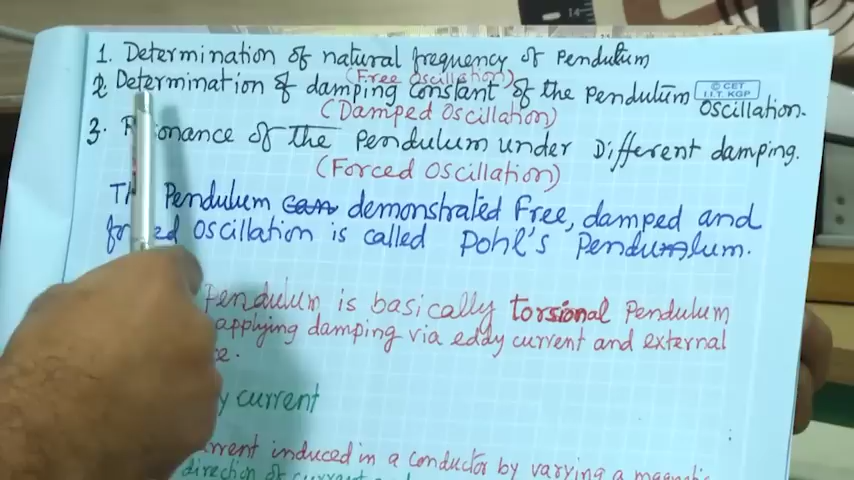 14
1. Determination of natural frequency of Pendulum
(Free Oscillation)
2. Determination of damping constant of the Pendulum Oscillation.
© CET
I.I.T. KGP
(Damped Oscillation)
3. onance of the Pendulum under Different damping.
(Forced Oscillation)
Pendulum can demonstrated Free, damped and
Oscillation is called Pohl's Pendulum.
Pendulum is basically torsional Pendulum
applying damping via eddy current and external
current
induced in a conductor by varying a magnetic
direction of current